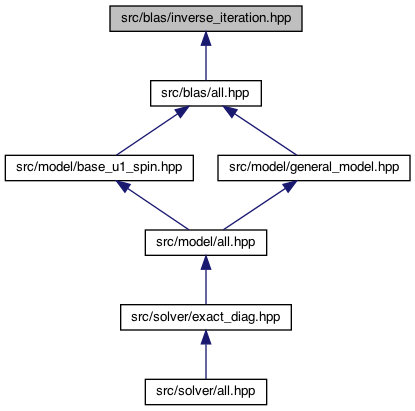 src/blas/inverse_iteration.hpp
src/blas/all.hpp
src/model/base_u1_spin.hpp
src/model/general_model.hpp
src/model/all.hpp
src/solver/exact_diag.hpp
src/solver/all.hpp